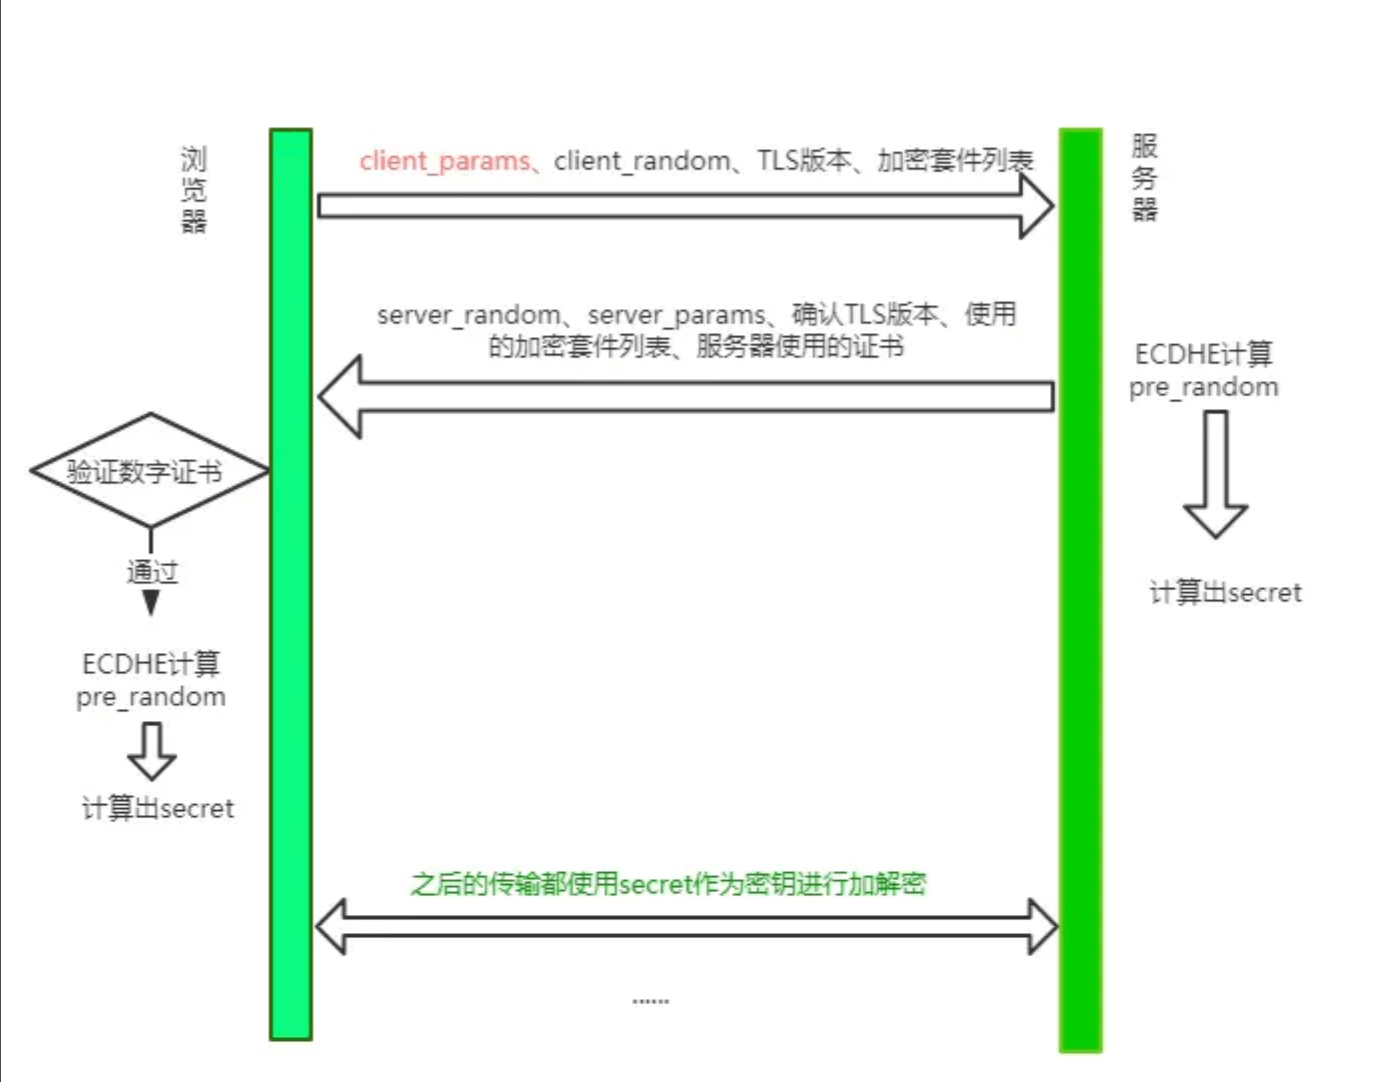 浏览器
client_params、client_random、TLS版本、加密套件列表
服务器
server_random、server_params、确认TLS版本、使用
的加密套件列表、服务器使用的证书
ECDHE计算
pre_random
计算出secret
验证数字证书
通过
ECDHE计算
pre_random
计算出secret
之后的传输都使用secret作为密钥进行加解密
......